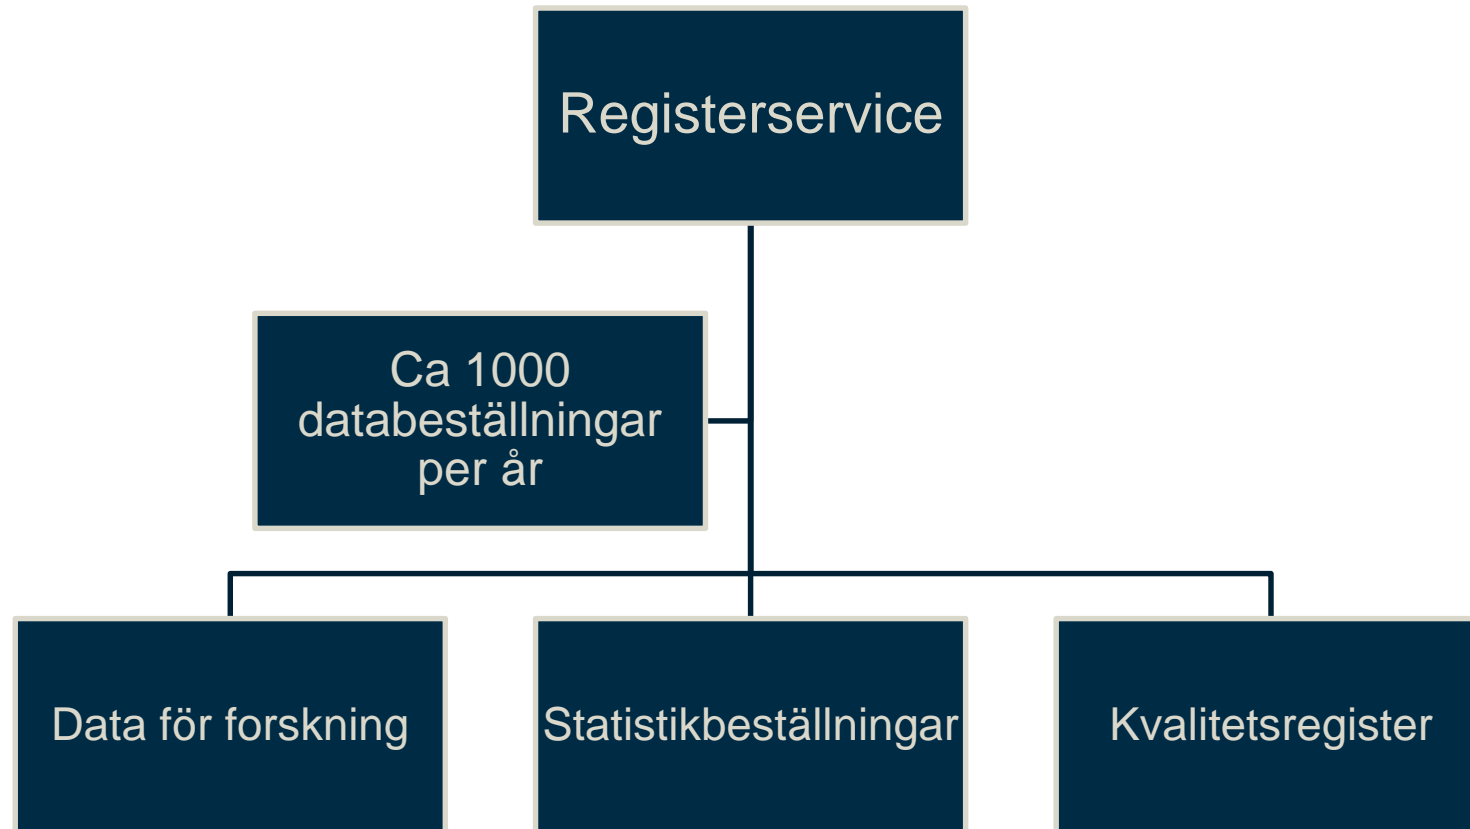 Registerservice
Ca 1000
databeställningar
per år
Data för forskning
Statistikbeställningar
Kvalitetsregister